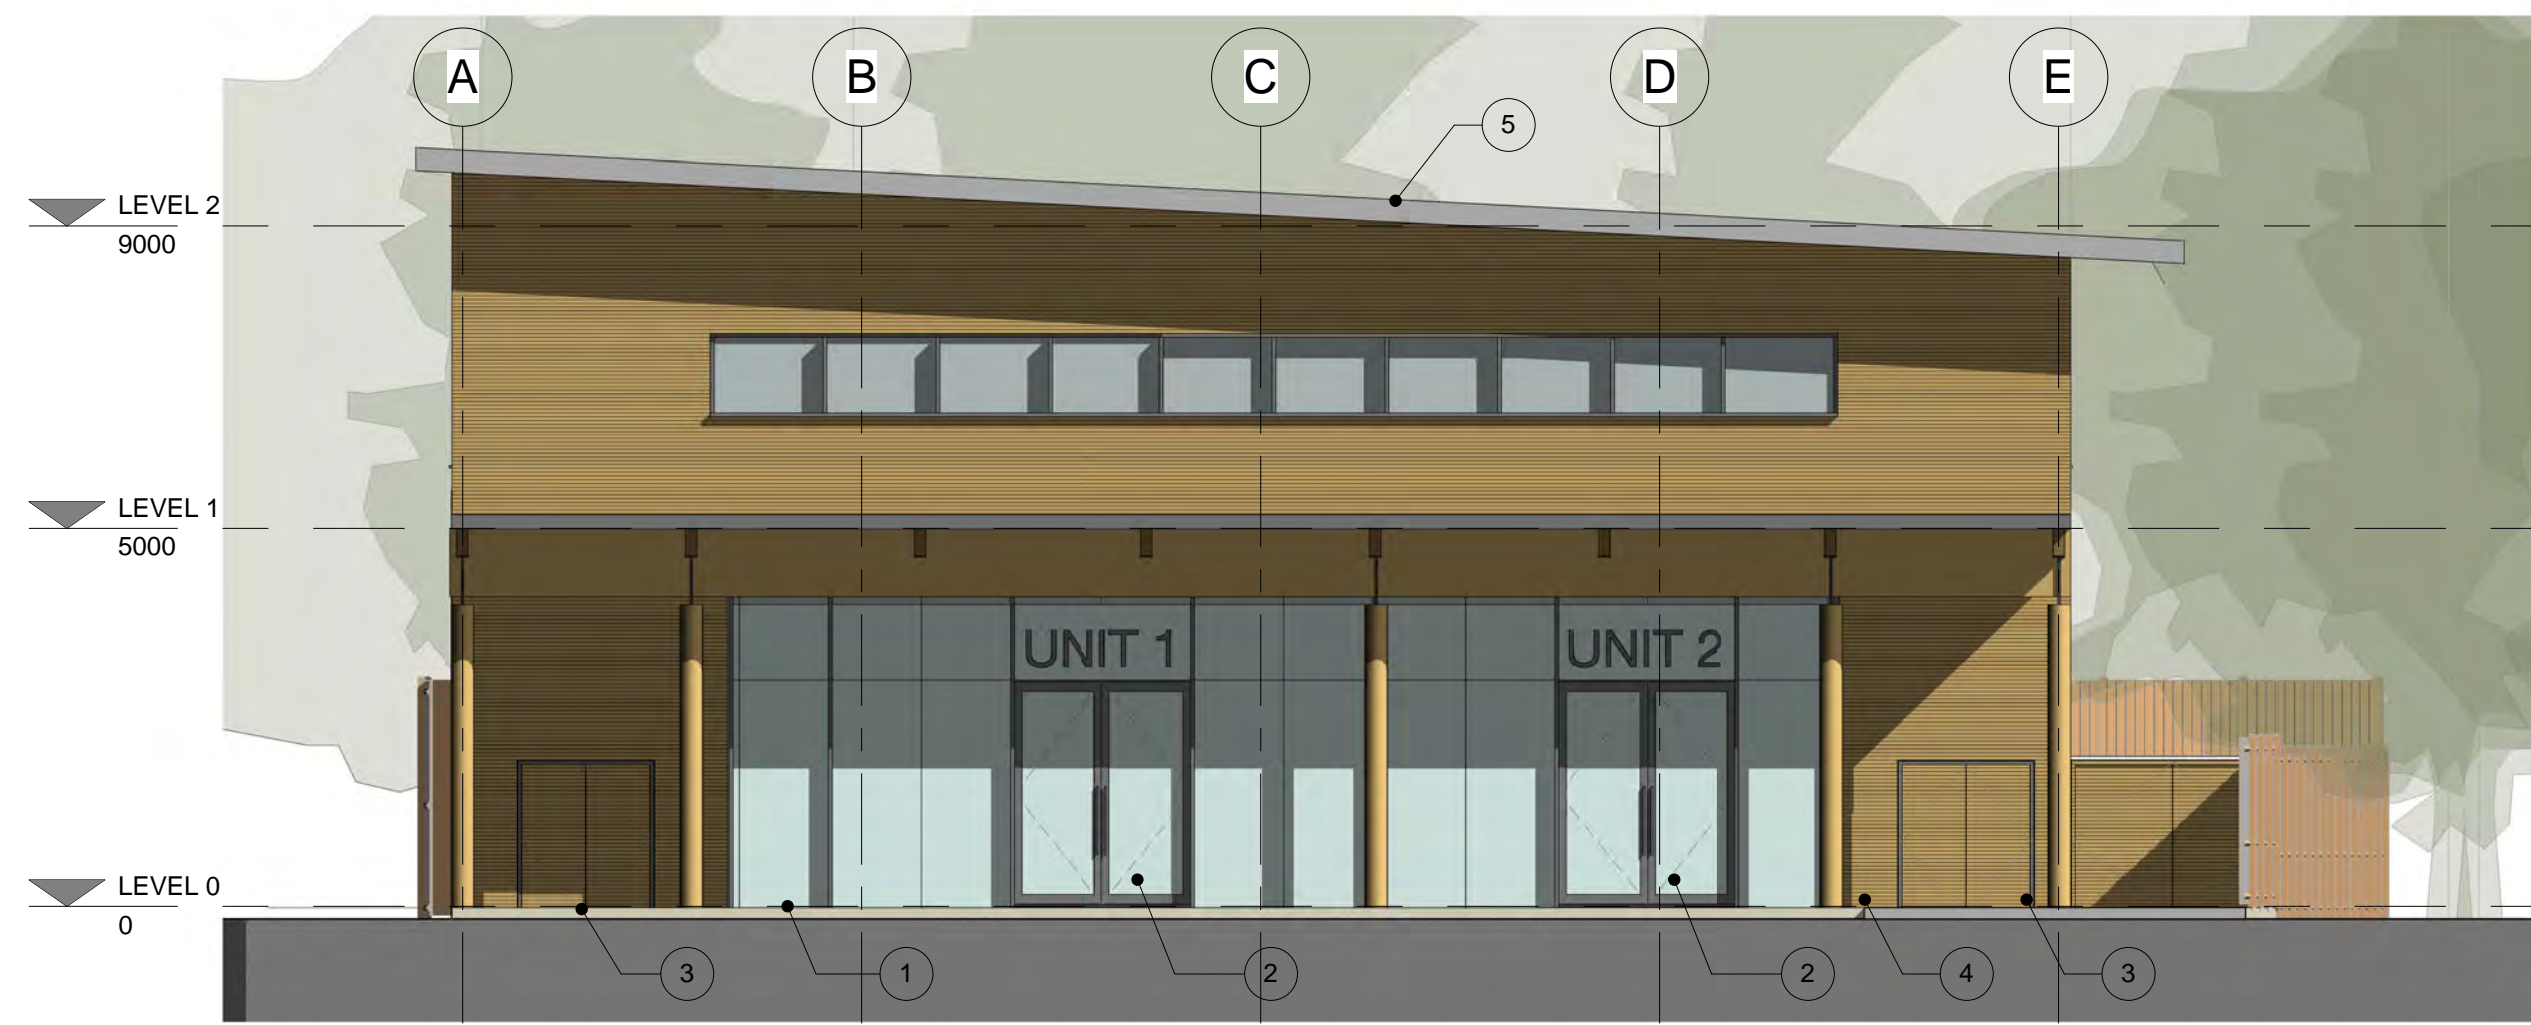 A B C D E
5
LEVEL 2
9000
LEVEL 1
5000
UNIT 1 UNIT 2
LEVEL 0
0
3 1 2 2 4 3